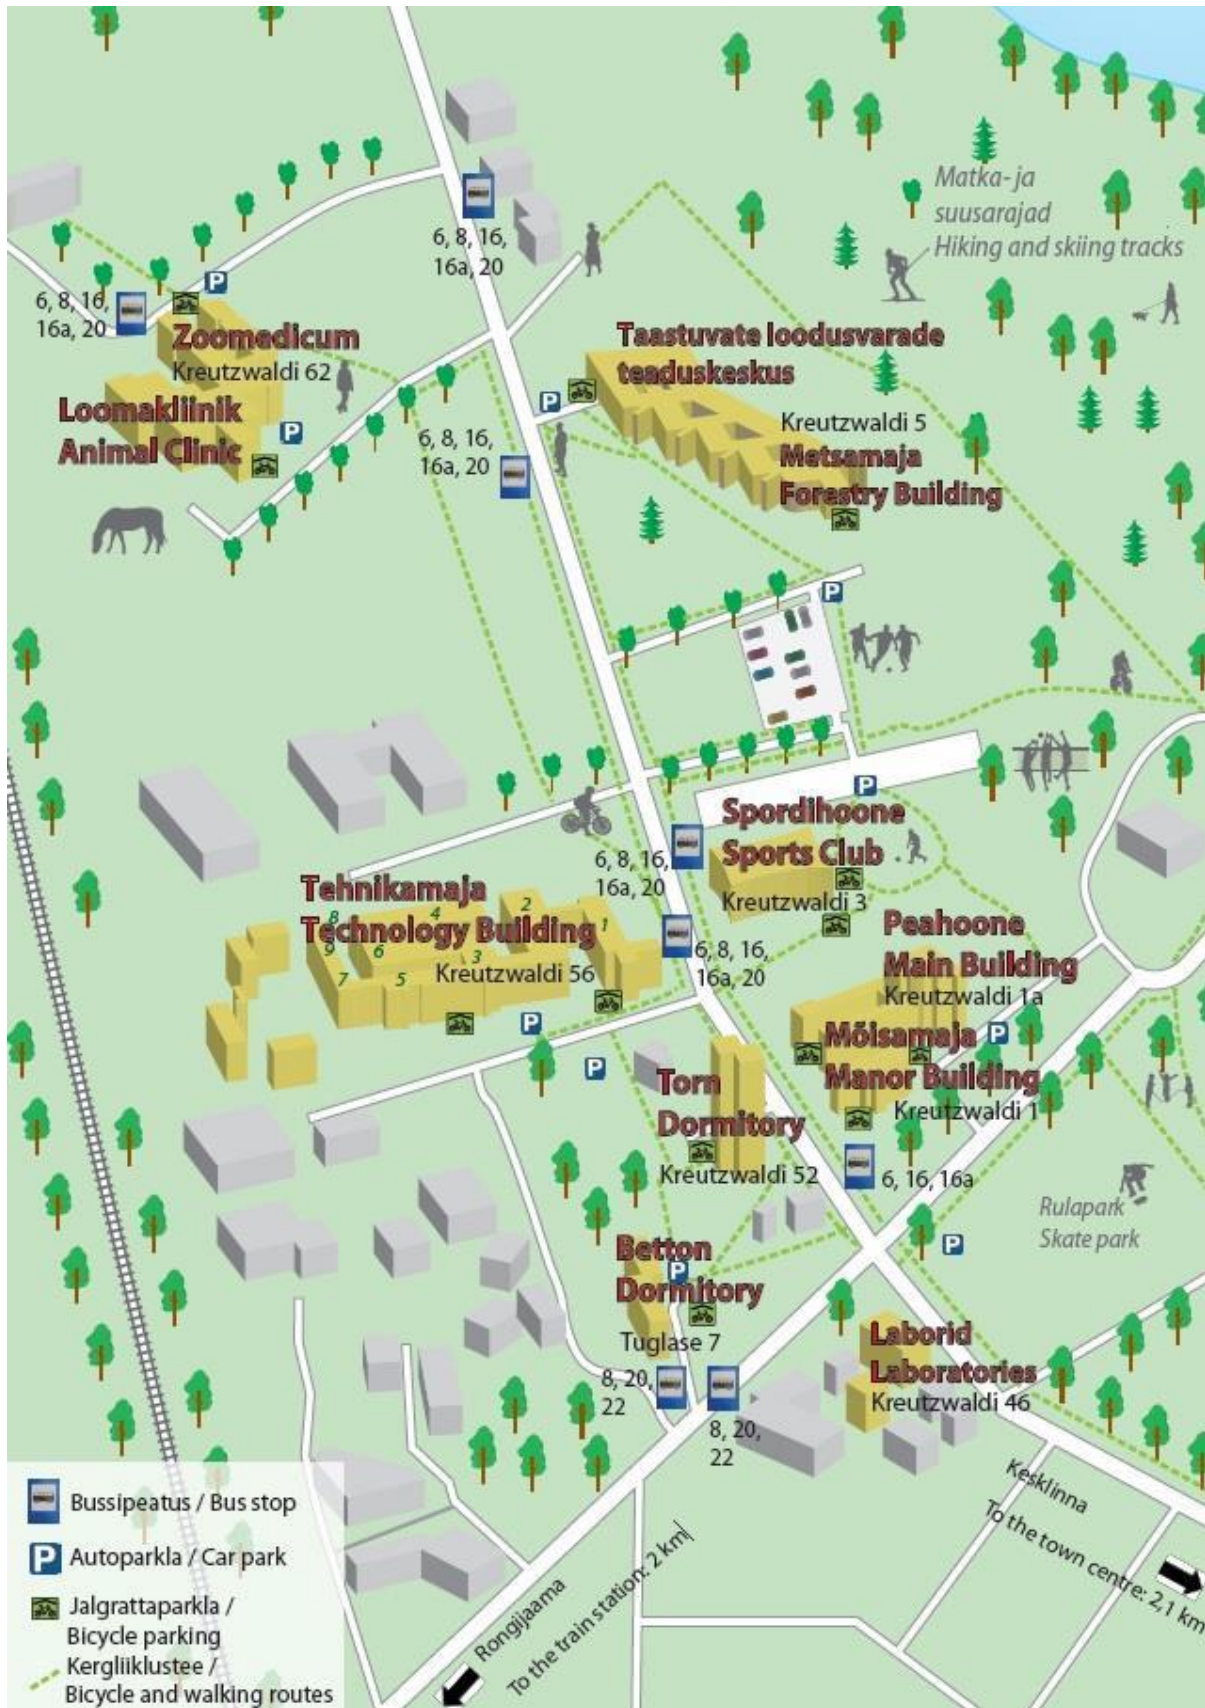 Matka- ja
suusarajad
Hiking and skiing tracks
P
6, 8, 16,
16a, 20
6, 8, 16,
16a, 20
Zoomedicum
Kreutzwaldi 62
Loomakliinik
Animal Clinic
P
Taastuvate loodusvarade
teaduskeskus
P
Kreutzwaldi 5
Metsamaja
Forestry Building
6, 8, 16,
16a, 20
P
P
Spordihoone
Sports Club
Kreutzwaldi 3
6, 8, 16,
16a, 20
Tehnikamaja
Technology Building
Kreutzwaldi 56
1
2
3
4
5
6
7
8
9
6, 8, 16,
16a, 20
Peahoone
Main Building
Kreutzwaldi 1a
P
Mõisamaja
Manor Building
Kreutzwaldi 1
P
P
Torn
Dormitory
Kreutzwaldi 52
6, 16, 16a
Rulapark
Skate park
P
Betton
Dormitory
P
Tuglase 7
8, 20,
22
8, 20,
22
Laborid
Laboratories
Kreutzwaldi 46
Kesklinna
To the town centre: 2,1 km
Rongijaama
To the train station: 2 km
Bussipeatus / Bus stop
P Autoparkla / Car park
Jalgrattaparkla /
Bicycle parking
Kergliiklustee /
Bicycle and walking routes